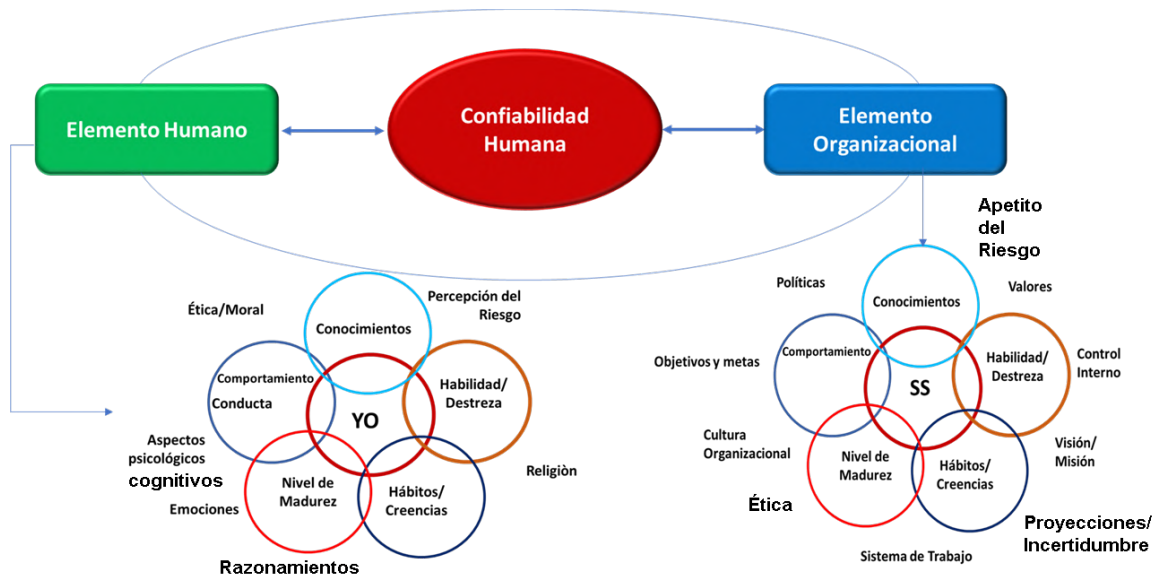 Elemento Humano
Confiabilidad
Humana
Elemento
Organizacional
Apetito
del
Riesgo
Ética/Moral
Percepción del
Riesgo
Conocimientos
Comportamiento
Conducta
Habilidad/
Destreza
YO
Aspectos
psicológicos
cognitivos
Nivel de
Madurez
Hábitos/
Creencias
Religiòn
Emociones
Razonamientos
Políticas
Conocimientos
Valores
Objetivos y metas
Comportamiento
Habilidad/
Destreza
Control
Interno
SS
Cultura
Organizacional
Nivel de
Madurez
Hábitos/
Creencias
Visión/
Misión
Ética
Proyecciones/
Incertidumbre
Sistema de Trabajo